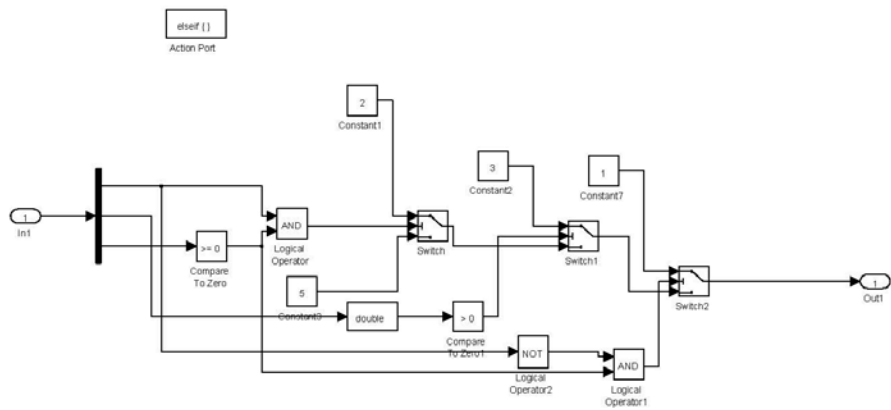 elseif { }
Action Port
2
Constant1
3
Constant2
1
Constant7
1
In1
AND
Logical
Operator
>= 0
Compare
To Zero
Switch
Switch1
5
Constant3
double
> 0
Compare
To Zero1
Switch2
1
Out1
NOT
Logical
Operator2
AND
Logical
Operator1